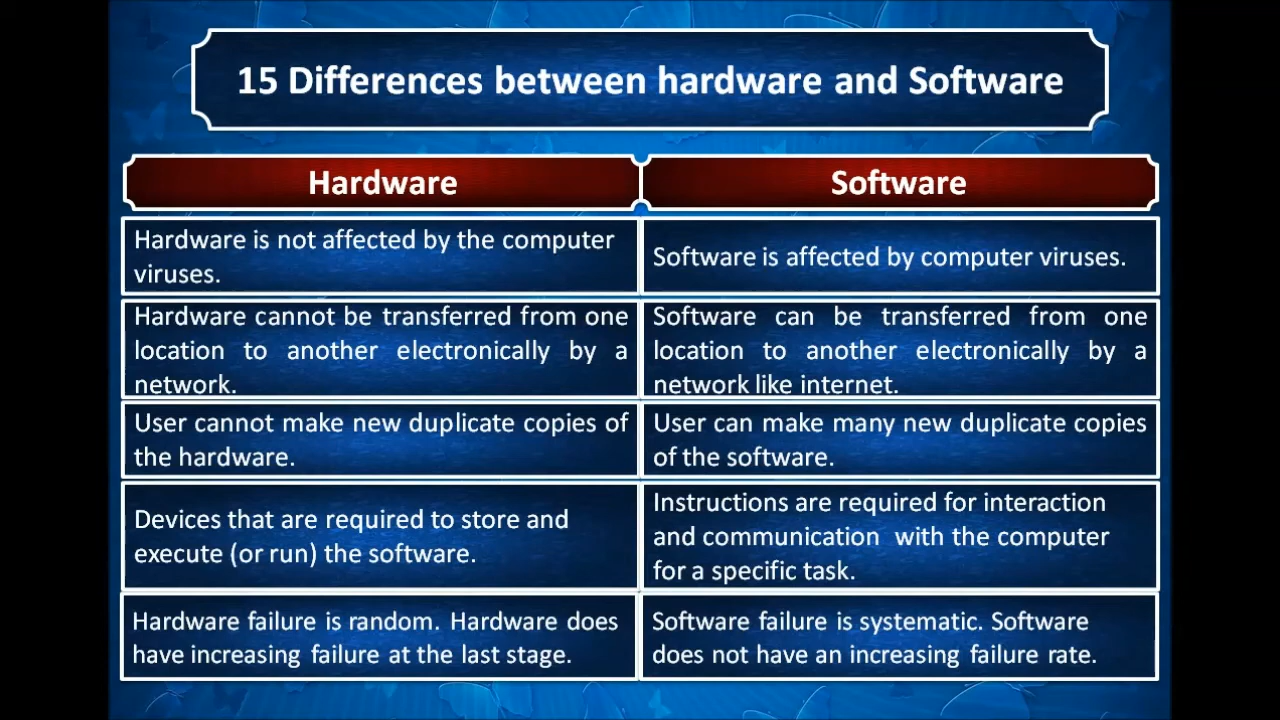 15 Differences between hardware and Software
Hardware
Software
Hardware is not affected by the computer
viruses.
Software is affected by computer viruses.
Hardware cannot be transferred from one
location to another electronically by a
network.
Software can be transferred from one
location to another electronically by a
network like internet.
User cannot make new duplicate copies of
the hardware.
User can make many new duplicate copies
of the software.
Devices that are required to store and
execute (or run) the software.
Instructions are required for interaction
and communication with the computer
for a specific task.
Hardware failure is random. Hardware does
have increasing failure at the last stage.
Software failure is systematic. Software
does not have an increasing failure rate.